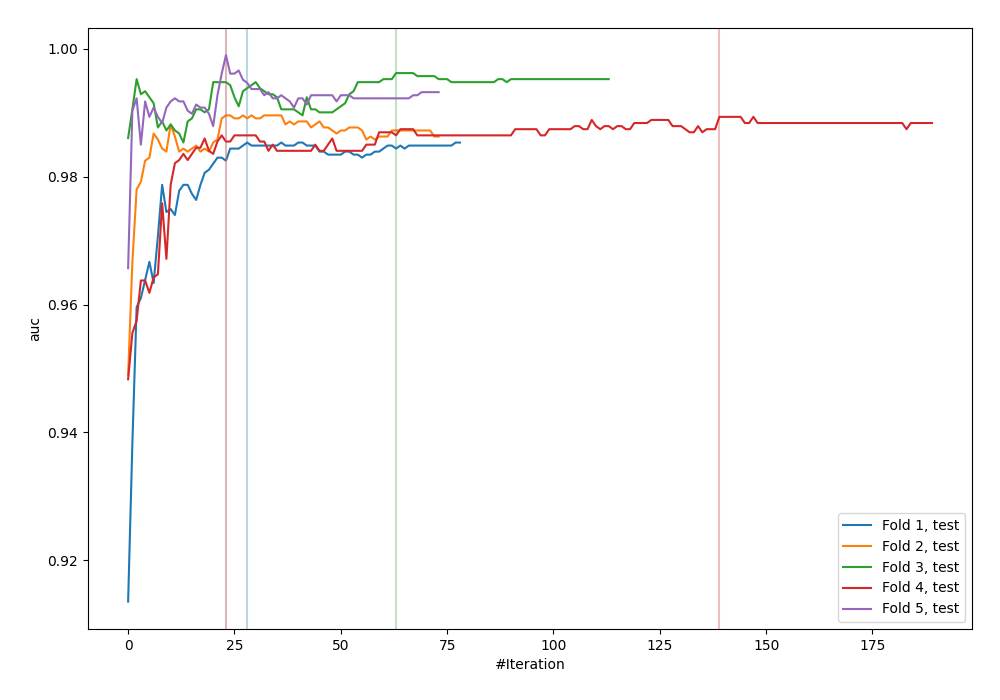 1.00
0.98
0.96
0.94
0.92
auc
0 25 50 75 100 125 150 175
#Iteration
Fold 1, test
Fold 2, test
Fold 3, test
Fold 4, test
Fold 5, test